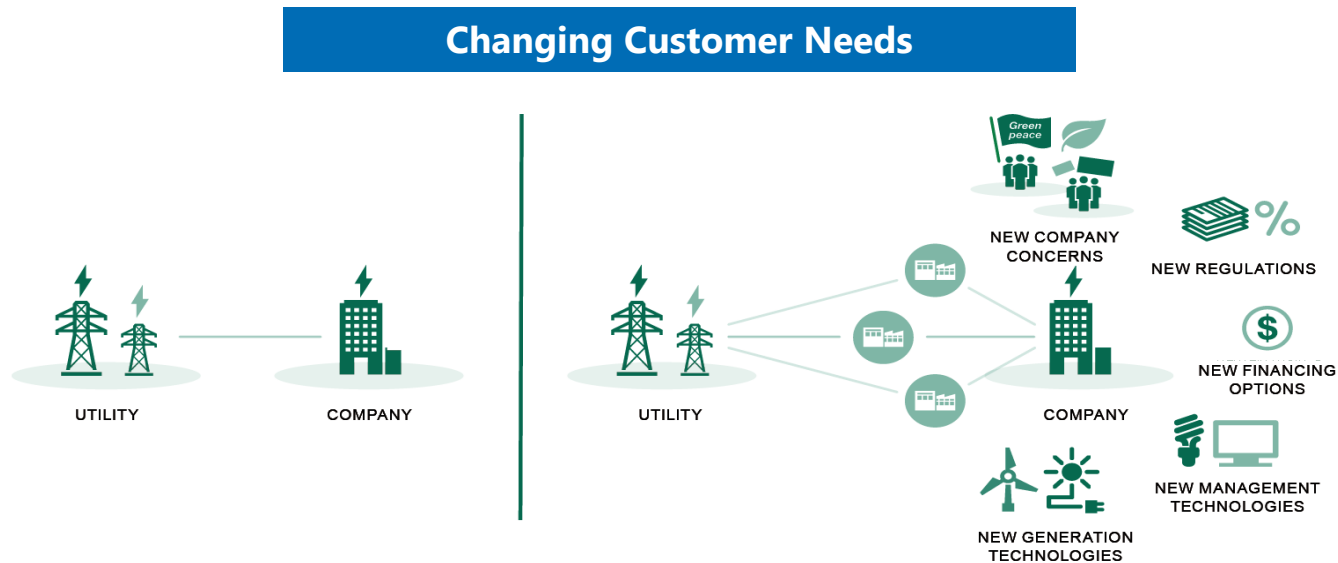 Changing Customer Needs
UTILITY
COMPANY
UTILITY
COMPANY
Green
peace
NEW COMPANY
CONCERNS
%
NEW REGULATIONS
$
NEW FINANCING
OPTIONS
NEW MANAGEMENT
TECHNOLOGIES
NEW GENERATION
TECHNOLOGIES